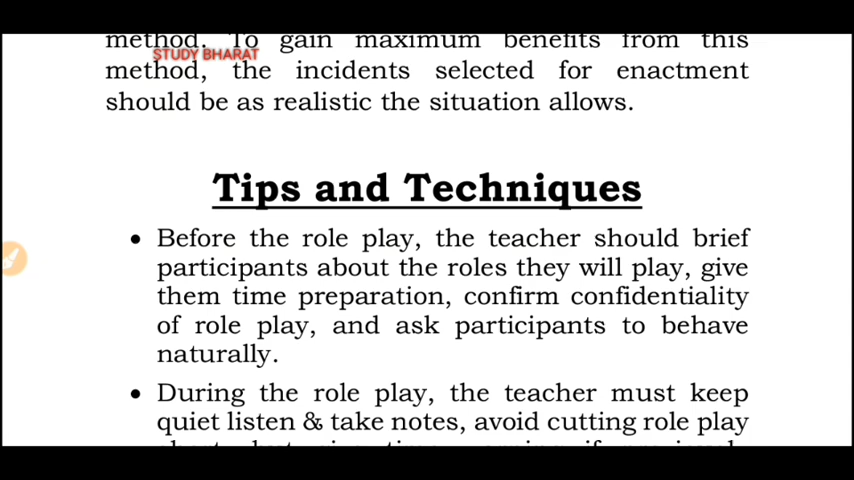 method. To gain maximum benefits from this
STUDY BHARAT
method, the incidents selected for enactment
should be as realistic the situation allows.
Tips and Techniques
• Before the role play, the teacher should brief
participants about the roles they will play, give
them time preparation, confirm confidentiality
of role play, and ask participants to behave
naturally.
• During the role play, the teacher must keep
quiet listen & take notes, avoid cutting role play